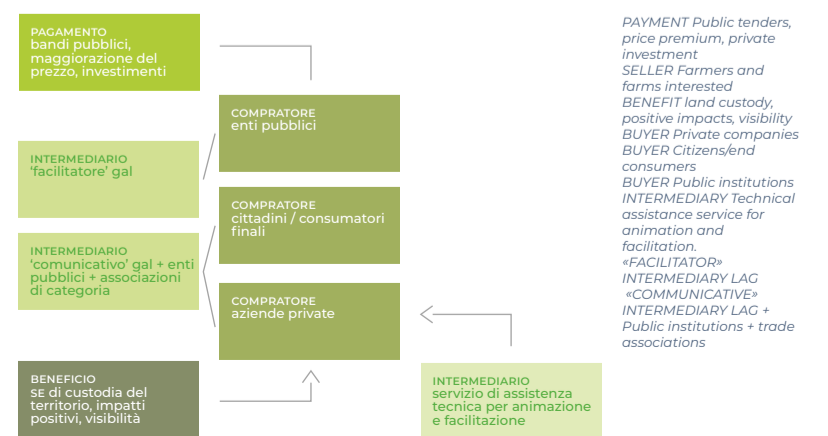 PAGAMENTO
bandi pubblici,
maggiorazione del
prezzo, investimenti
COMPRATORE
enti pubblici
INTERMEDIARIO
‘facilitatore’ gal
COMPRATORE
cittadini / consumatori
finali
INTERMEDIARIO
‘comunicativo’ gal + enti
pubblici + associazioni
di categoria
COMPRATORE
aziende private
BENEFICIO
SE di custodia del
territorio, impatti
positivi, visibilità
INTERMEDIARIO
servizio di assistenza
tecnica per animazione
e facilitazione
PAYMENT Public tenders,
price premium, private
investment
SELLER Farmers and
farms interested
BENEFIT land custody,
positive impacts, visibility
BUYER Private companies
BUYER Citizens/end
consumers
BUYER Public institutions
INTERMEDIARY Technical
assistance service for
animation and
facilitation.
«FACILITATOR»
INTERMEDIARY LAG
«COMMUNICATIVE»
INTERMEDIARY LAG +
Public institutions + trade
associations